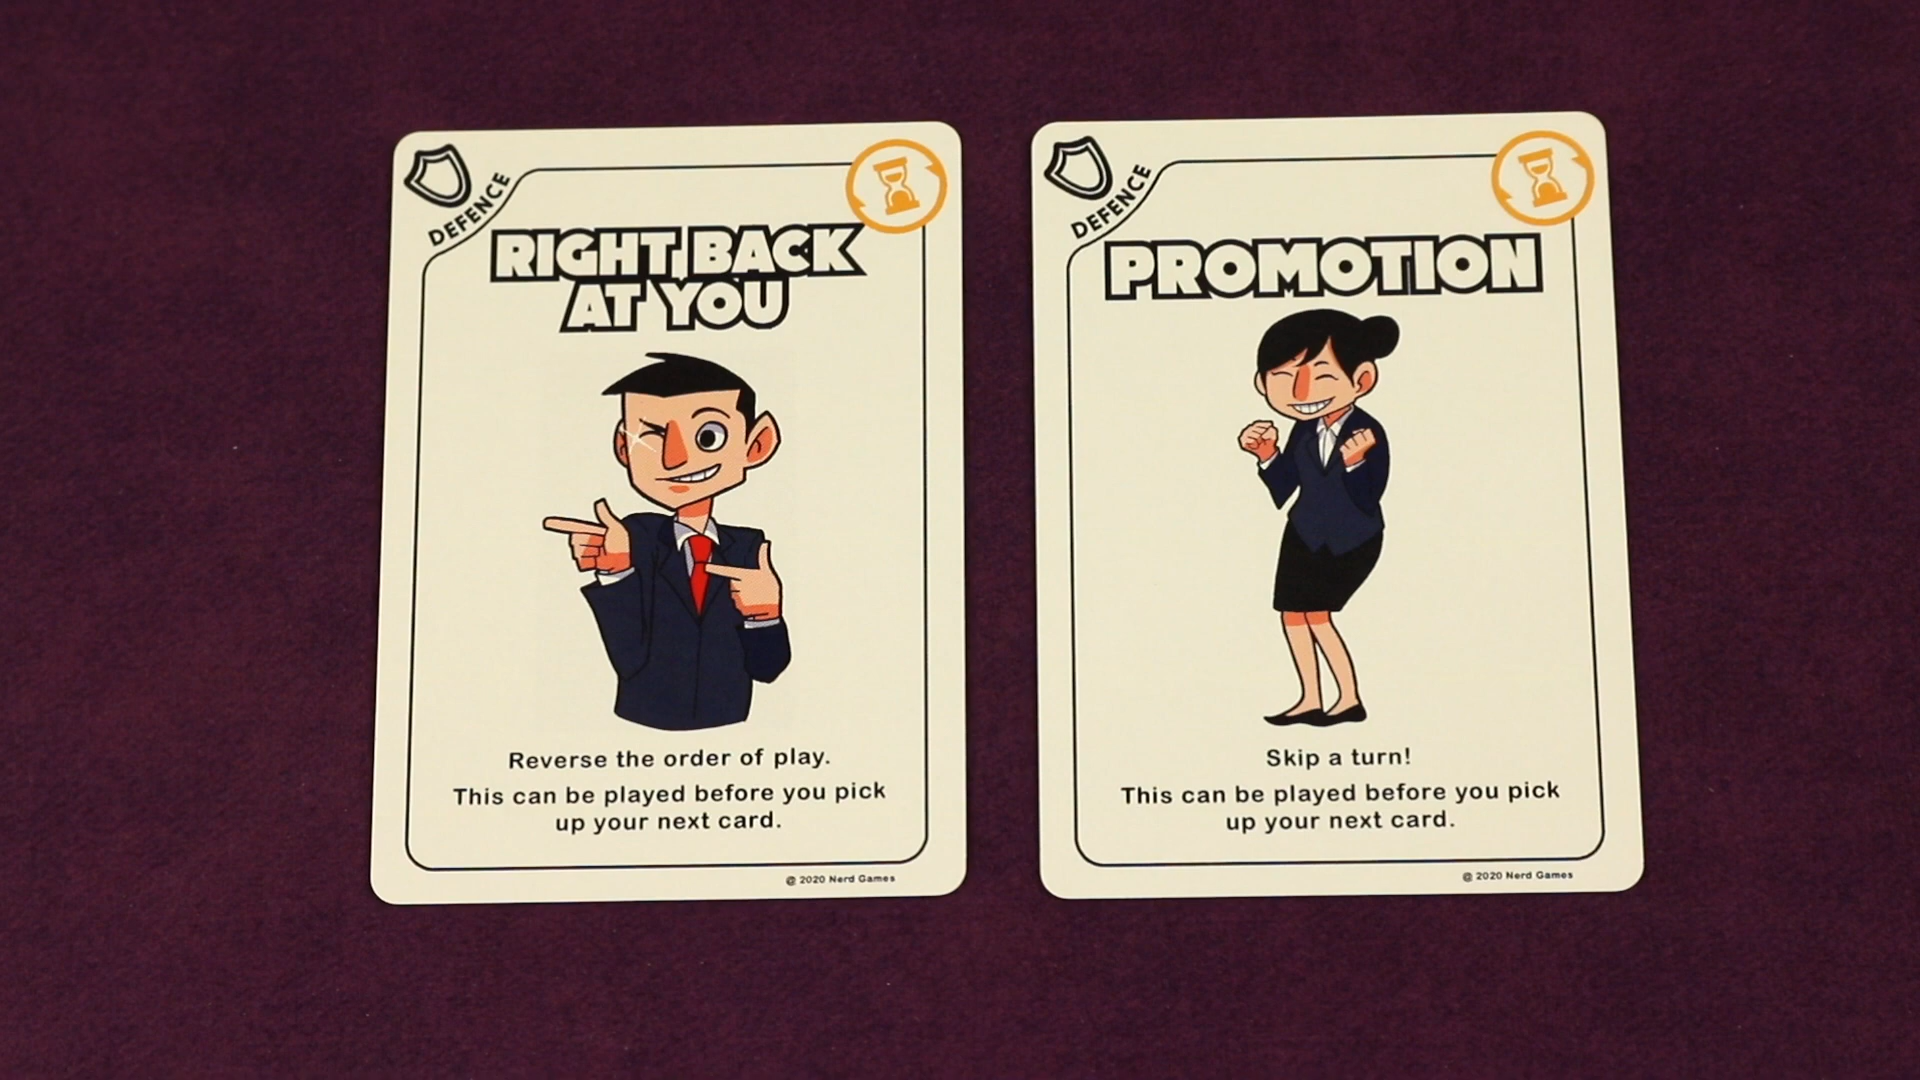 DEFENCE
RIGHT BACK
AT YOU
Reverse the order of play.
This can be played before you pick
up your next card.
@ 2020 Nerd Games
DEFENCE
PROMOTION
Skip a turn!
This can be played before you pick
up your next card.
@ 2020 Nerd Games